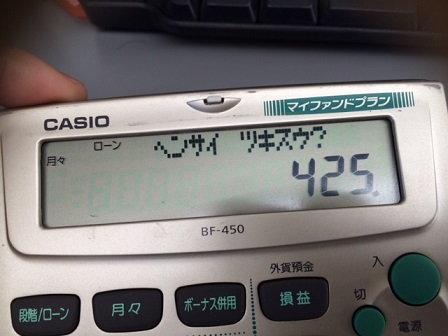 マイファンドプラン
CASIO
ローン ヘンサイ ツキスウ?
月々
425.
BF-450
外貨預金
入
段階/ローン 月々 ボーナス併用 損益
切
電源